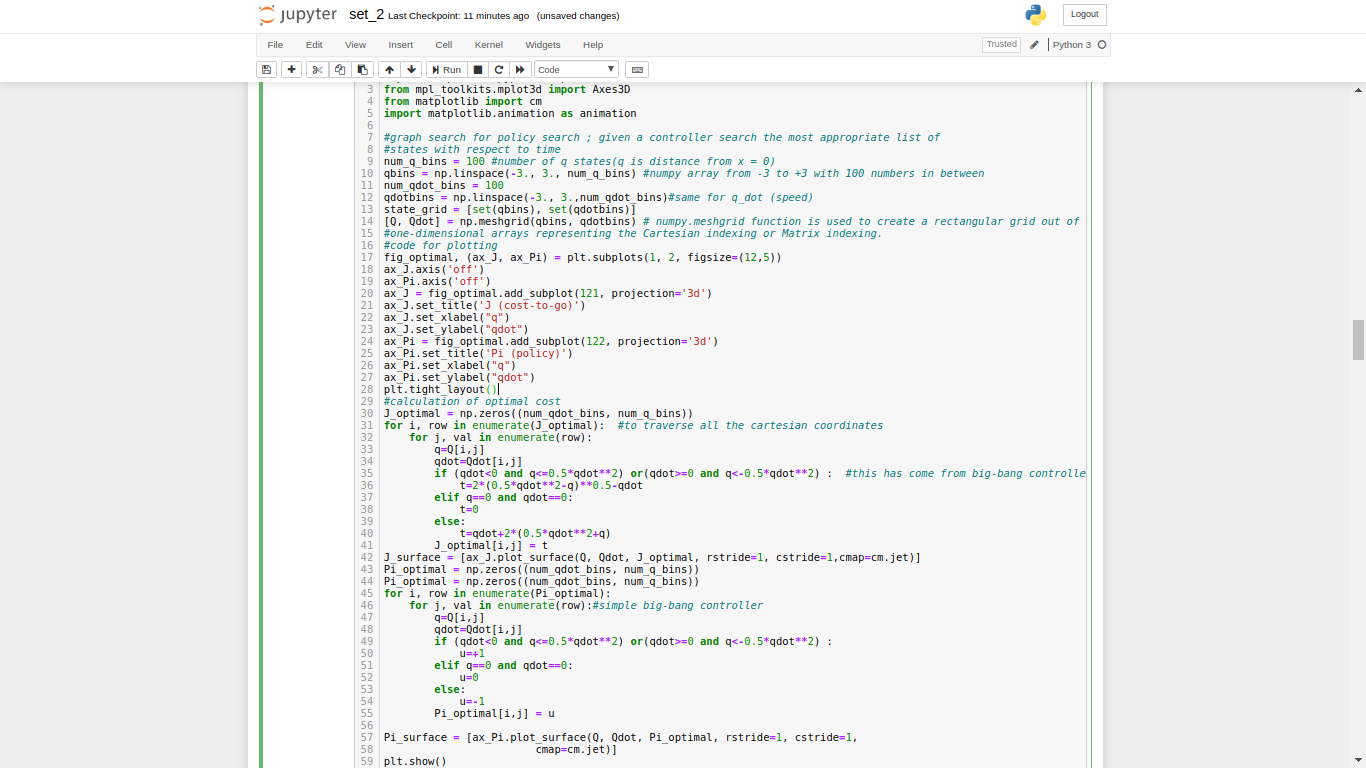 jupyter set_2 Last Checkpoint: 11 minutes ago (unsaved changes) Logout
File Edit View Insert Cell Kernel Widgets Help Trusted Python 3
Run Code
3 from mpl_toolkits.mplot3d import Axes3D
4 from matplotlib import cm
5 import matplotlib.animation as animation
6
7 #graph search for policy search ; given a controller search the most appropriate list of
8 #states with respect to time
9 num_q_bins = 100 #number of q states(q is distance from x = 0)
10 qbins = np.linspace(-3., 3., num_q_bins) #numpy array from -3 to +3 with 100 numbers in between
11 num_qdot_bins = 100
12 qdotbins = np.linspace(-3., 3.,num_qdot_bins)#same for q_dot (speed)
13 state_grid = [set(qbins), set(qdotbins)]
14 [Q, Qdot] = np.meshgrid(qbins, qdotbins) # numpy.meshgrid function is used to create a rectangular grid out of
15 #one-dimensional arrays representing the Cartesian indexing or Matrix indexing.
16 #code for plotting
17 fig_optimal, (ax_J, ax_Pi) = plt.subplots(1, 2, figsize=(12,5))
18 ax_J.axis('off')
19 ax_Pi.axis('off')
20 ax_J = fig_optimal.add_subplot(121, projection='3d')
21 ax_J.set_title('J (cost-to-go)')
22 ax_J.set_xlabel("q")
23 ax_J.set_ylabel("qdot")
24 ax_Pi = fig_optimal.add_subplot(122, projection='3d')
25 ax_Pi.set_title('Pi (policy)')
26 ax_Pi.set_xlabel("q")
27 ax_Pi.set_ylabel("qdot")
28 plt.tight_layout()
29 #calculation of optimal cost
30 J_optimal = np.zeros((num_qdot_bins, num_q_bins))
31 for i, row in enumerate(J_optimal):  #to traverse all the cartesian coordinates
32     for j, val in enumerate(row):
33         q=Q[i,j]
34         qdot=Qdot[i,j]
35         if (qdot<0 and q<=0.5*qdot**2) or(qdot>=0 and q<-0.5*qdot**2) :  #this has come from big-bang controlle
36             t=2*(0.5*qdot**2-q)**0.5-qdot
37         elif q==0 and qdot==0:
38             t=0
39         else:
40             t=qdot+2*(0.5*qdot**2+q)
41         J_optimal[i,j] = t
42 J_surface = [ax_J.plot_surface(Q, Qdot, J_optimal, rstride=1, cstride=1,cmap=cm.jet)]
43 Pi_optimal = np.zeros((num_qdot_bins, num_q_bins))
44 Pi_optimal = np.zeros((num_qdot_bins, num_q_bins))
45 for i, row in enumerate(Pi_optimal):
46     for j, val in enumerate(row):#simple big-bang controller
47         q=Q[i,j]
48         qdot=Qdot[i,j]
49         if (qdot<0 and q<=0.5*qdot**2) or(qdot>=0 and q<-0.5*qdot**2) :
50             u=+1
51         elif q==0 and qdot==0:
52             u=0
53         else:
54             u=-1
55         Pi_optimal[i,j] = u
56
57 Pi_surface = [ax_Pi.plot_surface(Q, Qdot, Pi_optimal, rstride=1, cstride=1,
58                         cmap=cm.jet)]
59 plt.show()